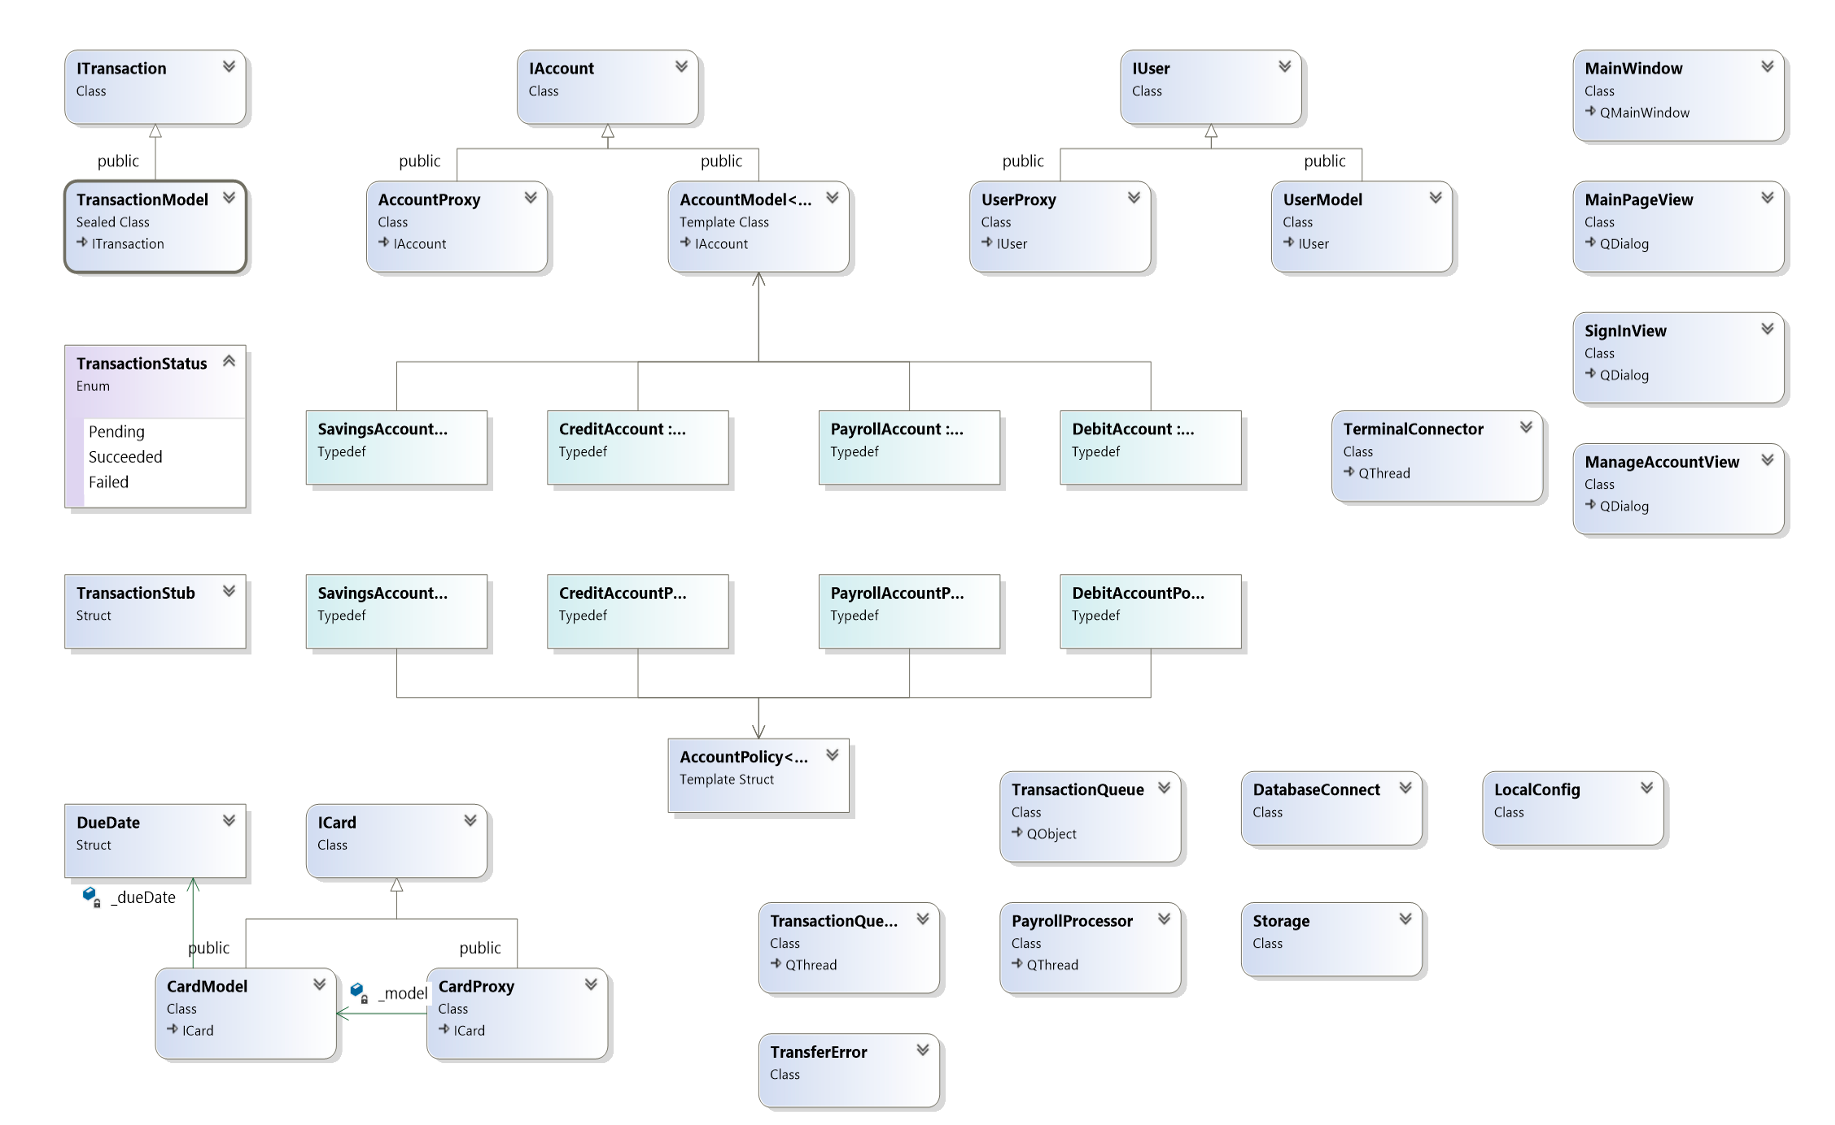 ITransaction
Class
IAccount
Class
IUser
Class
MainWindow
Class
QMainWindow
public
public
public
public
public
TransactionModel
Sealed Class
ITransaction
AccountProxy
Class
IAccount
AccountModel<...
Template Class
IAccount
UserProxy
Class
IUser
UserModel
Class
IUser
MainPageView
Class
QDialog
SignInView
Class
QDialog
TransactionStatus
Enum
Pending
Succeeded
Failed
SavingsAccount...
Typedef
CreditAccount :...
Typedef
PayrollAccount :...
Typedef
DebitAccount :...
Typedef
TerminalConnector
Class
QThread
ManageAccountView
Class
QDialog
TransactionStub
Struct
SavingsAccount...
Typedef
CreditAccountP...
Typedef
PayrollAccountP...
Typedef
DebitAccountPo...
Typedef
AccountPolicy<...
Template Struct
TransactionQueue
Class
QObject
DatabaseConnect
Class
LocalConfig
Class
DueDate
Struct
ICard
Class
_dueDate
public
public
TransactionQue...
Class
QThread
PayrollProcessor
Class
QThread
Storage
Class
CardModel
Class
ICard
_model
CardProxy
Class
ICard
TransferError
Class